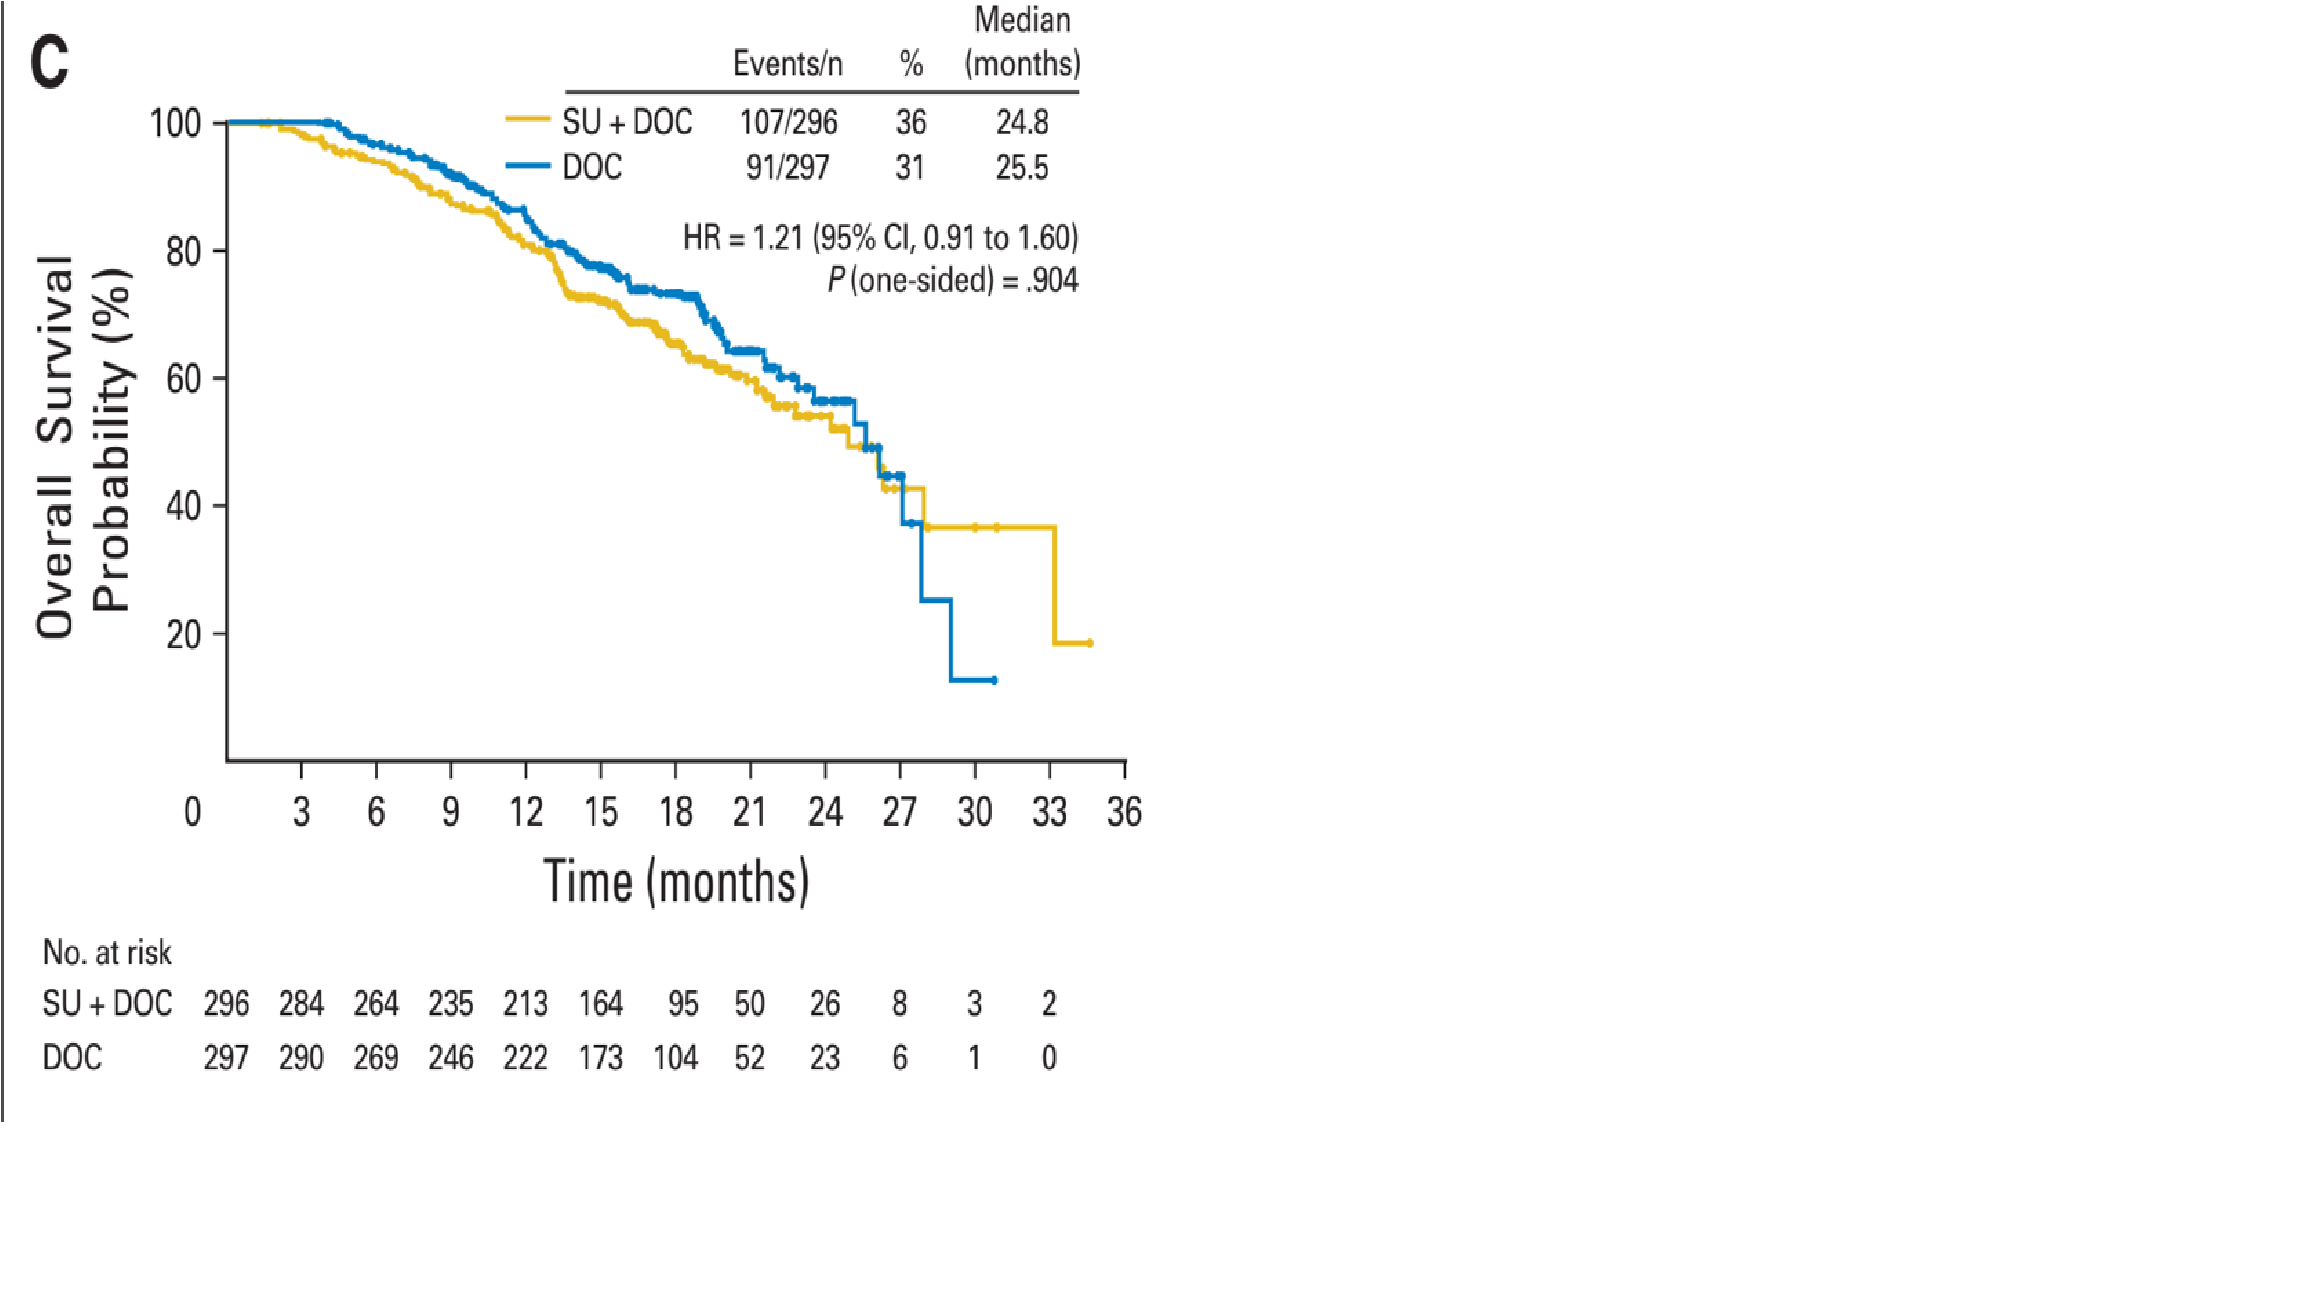 C
Median
Events/n % (months)
SU + DOC 107/296 36 24.8
DOC 91/297 31 25.5
HR = 1.21 (95% CI, 0.91 to 1.60)
P (one-sided) = .904
Overall Survival
Probability (%)
100
80
60
40
20
0 3 6 9 12 15 18 21 24 27 30 33 36
Time (months)
No. at risk
SU + DOC 296 284 264 235 213 164 95 50 26 8 3 2
DOC 297 290 269 246 222 173 104 52 23 6 1 0